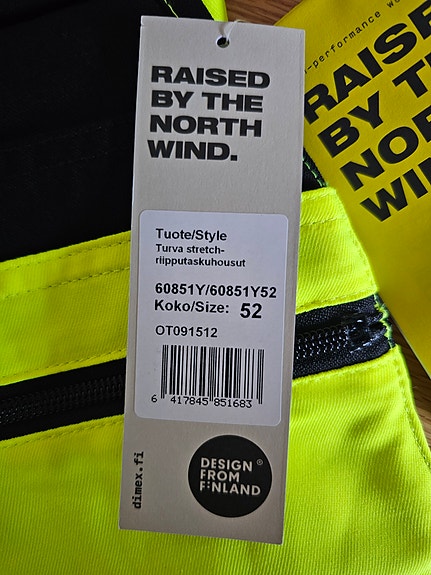 RAISED
BY THE
NORTH
WIND.
Tuote/Style
Turva stretch-
riipputaskuhousut
60851Y/60851Y52
Koko/Size: 52
OT091512
6 417845 851683
dimex.fi
DESIGN
FROM
FINLAND
®
-performance
RAISE
BY T
NOR
WIN